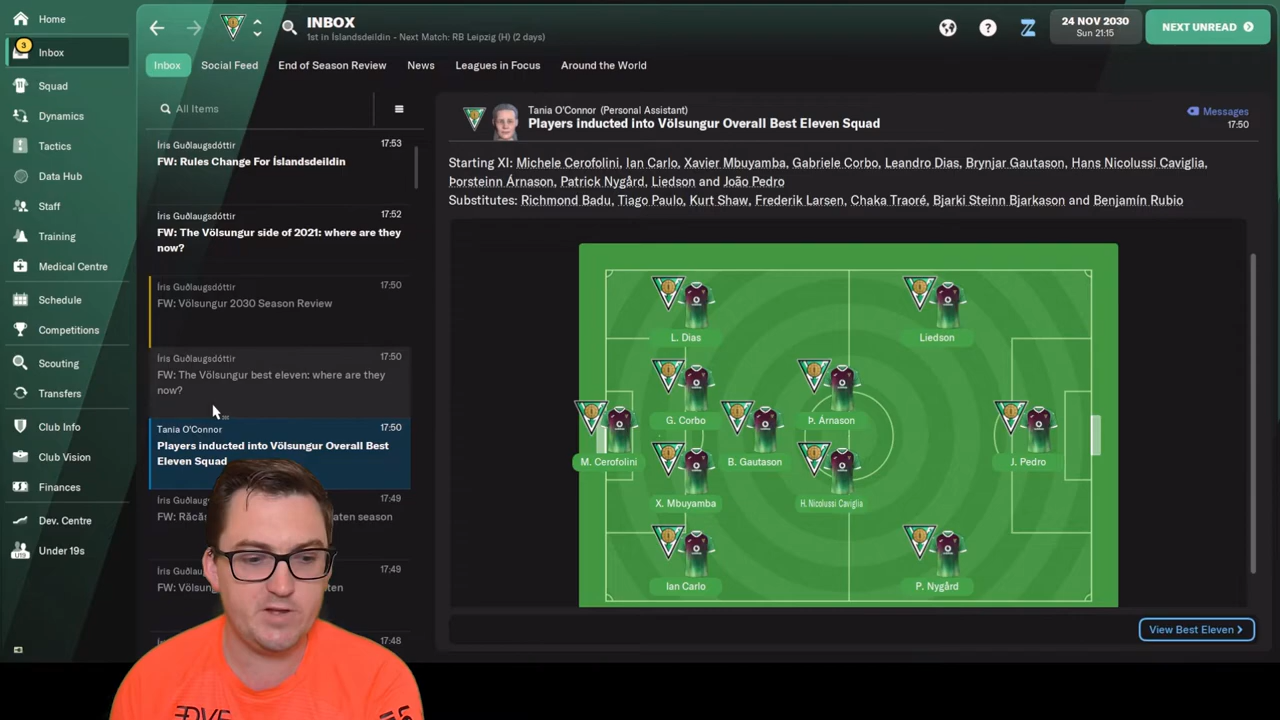 Home
3
Inbox
Squad
Dynamics
Tactics
Data Hub
Staff
Training
Medical Centre
Schedule
Competitions
Scouting
Transfers
Club Info
Club Vision
Finances
Dev. Centre
U19
Under 19s
INBOX
1st in Íslandsdeildin - Next Match: RB Leipzig (H) (2 days)
24 NOV 2030
Sun 21:15
NEXT UNREAD
Inbox
Social Feed
End of Season Review
News
Leagues in Focus
Around the World
All Items
Íris Guðlaugsdóttir 17:53
FW: Rules Change For Íslandsdeildin
Íris Guðlaugsdóttir 17:52
FW: The Völsungur side of 2021: where are they
now?
Íris Guðlaugsdóttir 17:50
FW: Völsungur 2030 Season Review
Íris Guðlaugsdóttir 17:50
FW: The Völsungur best eleven: where are they
now?
Tania O'Connor 17:50
Players inducted into Völsungur Overall Best
Eleven Squad
17:49
season
17:49
17:48
Tania O'Connor (Personal Assistant)
Players inducted into Völsungur Overall Best Eleven Squad
Messages
17:50
Starting XI: Michele Cerofolini, Ian Carlo, Xavier Mbuyamba, Gabriele Corbo, Leandro Dias, Brynjar Gautason, Hans Nicolussi Caviglia,
Þorsteinn Árnason, Patrick Nygård, Liedson and João Pedro
Substitutes: Richmond Badu, Tiago Paulo, Kurt Shaw, Frederik Larsen, Chaka Traoré, Bjarki Steinn Bjarkason and Benjamín Rubio
L. Dias
Liedson
G. Corbo
Þ. Árnason
M. Cerofolini
B. Gautason
J. Pedro
X. Mbuyamba
H. Nicolussi Caviglia
Ian Carlo
P. Nygård
View Best Eleven